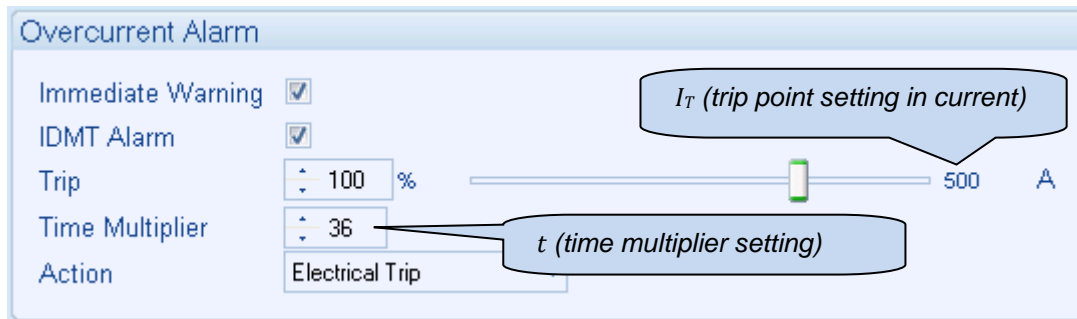 Overcurrent Alarm
Immediate Warning
I_T (trip point setting in current)
IDMT Alarm
Trip 100 % 500 A
Time Multiplier 36
t (time multiplier setting)
Action Electrical Trip